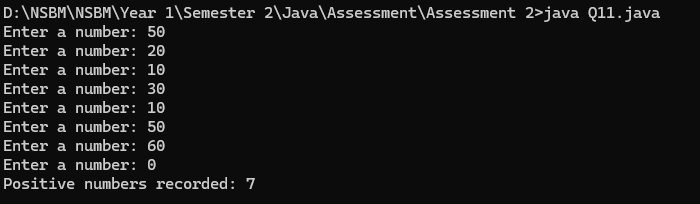 D:\NSBM\NSBM\Year 1\Semester 2\Java\Assessment\Assessment 2>java Q11.java
Enter a number: 50
Enter a number: 20
Enter a number: 10
Enter a number: 30
Enter a number: 10
Enter a number: 50
Enter a number: 60
Enter a number: 0
Positive numbers recorded: 7